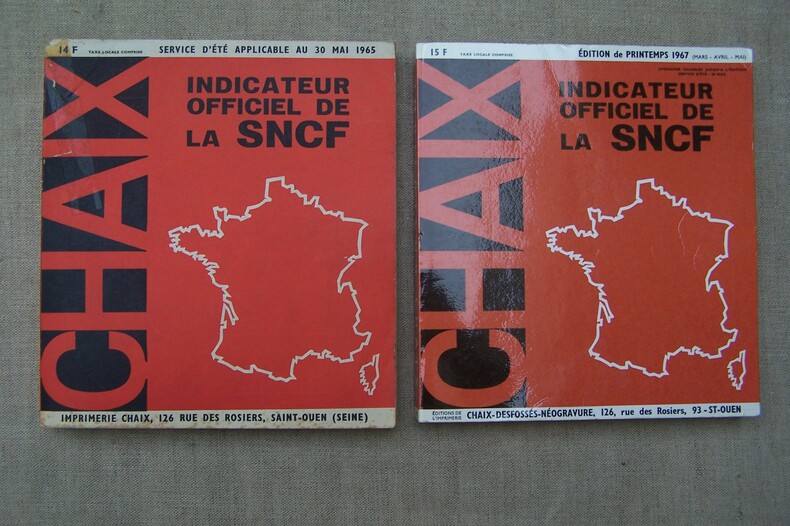 14 F TAXE LOCALE COMPRISE SERVICE D'ÉTÉ APPLICABLE AU 30 MAI 1965
CHAIX
INDICATEUR
OFFICIEL DE
LA SNCF
IMPRIMERIE CHAIX, 126 RUE DES ROSIERS, SAINT-OUEN (SEINE)
15 F TAXE LOCALE COMPRISE ÉDITION de PRINTEMPS 1967 (MARS - AVRIL - MAI)
CHAIX
INDICATEUR
OFFICIEL DE
LA SNCF
ÉDITIONS DE
L'IMPRIMERIE CHAIX-DESFOSSÉS-NÉOGRAVURE, 126, rue des Rosiers, 93 - ST-OUEN